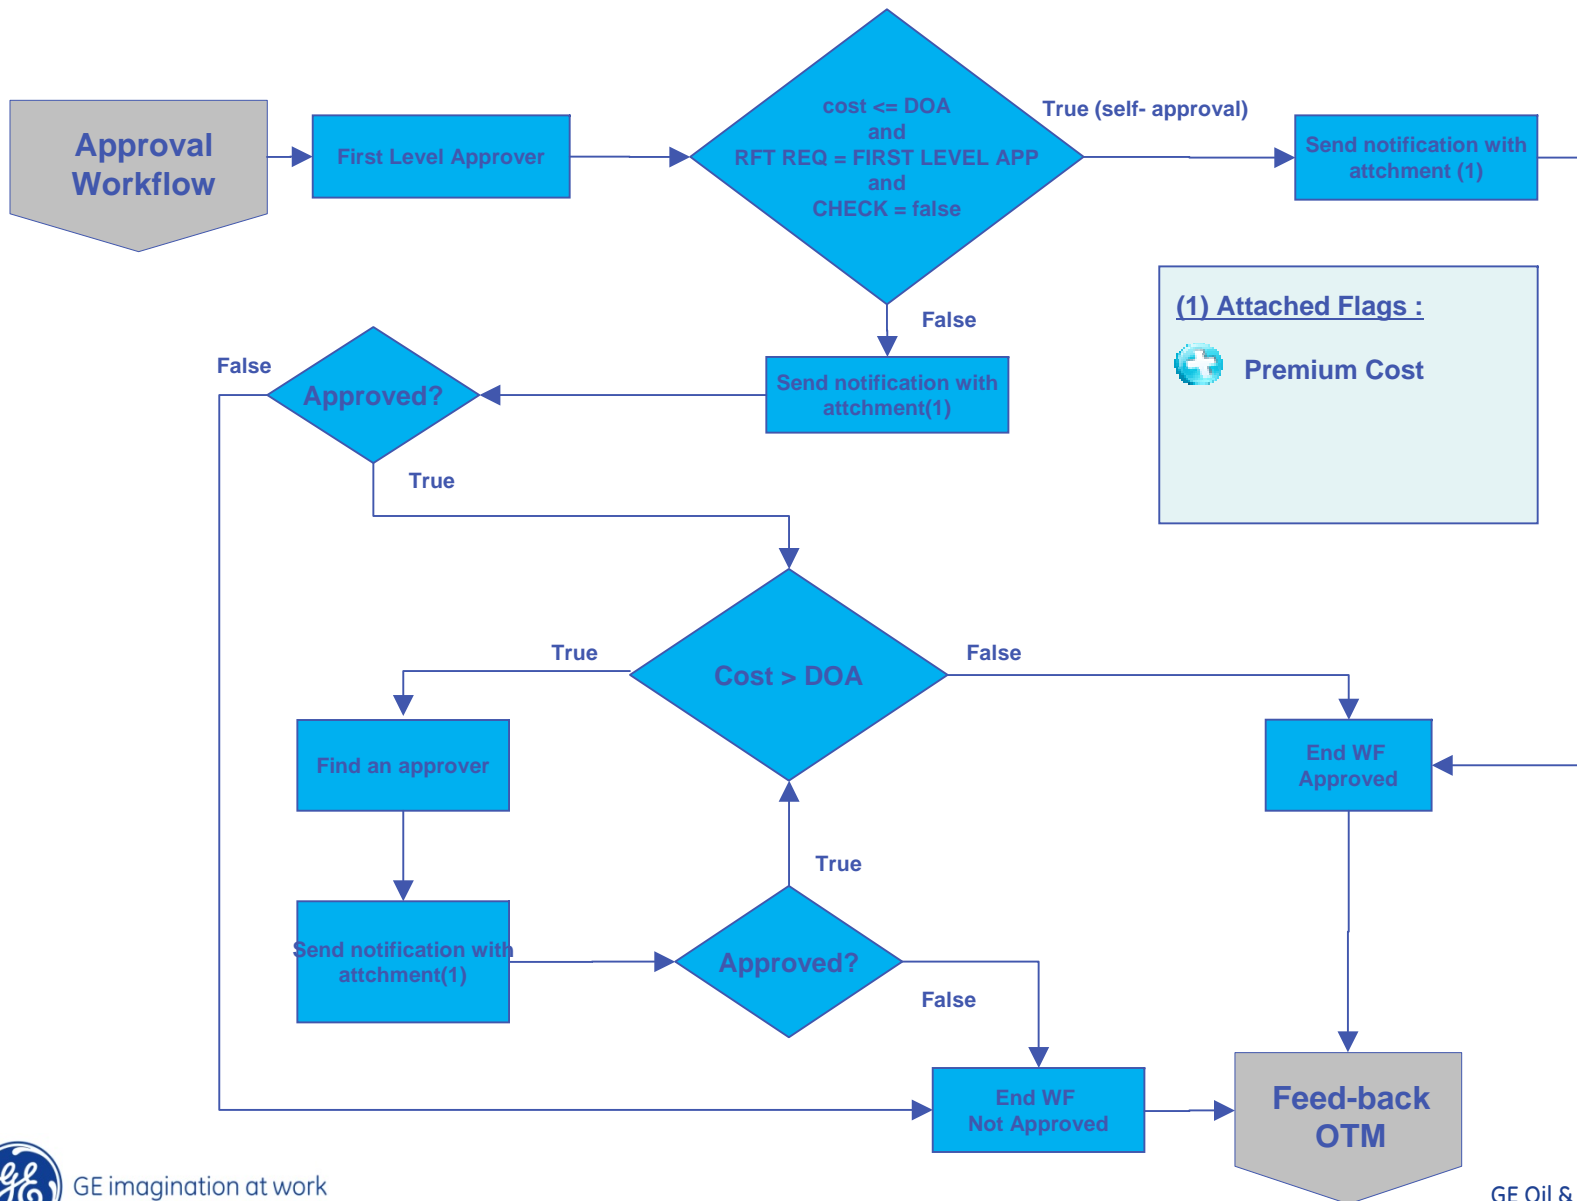 Approval
Workflow
First Level Approver
cost <= DOA
and
RFT REQ = FIRST LEVEL APP
and
CHECK = false
True (self- approval)
Send notification with
attchment (1)
(1) Attached Flags :
Premium Cost
False
Send notification with
attchment(1)
False
Approved?
True
True
Cost > DOA
False
Find an approver
End WF
Approved
True
Send notification with
attchment(1)
Approved?
False
End WF
Not Approved
Feed-back
OTM
GE imagination at work
GE Oil &